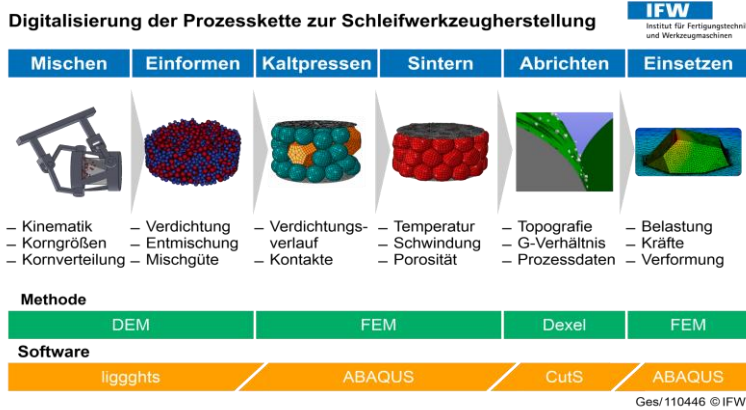 Digitalisierung der Prozesskette zur Schleifwerkzeugherstellung
IFW
Institut für Fertigungstechnik
und Werkzeugmaschinen
Mischen
Einformen
Kaltpressen
Sintern
Abrichten
Einsetzen
– Kinematik
– Korngrößen
– Kornverteilung
– Verdichtung
– Entmischung
– Mischgüte
– Verdichtungs-
verlauf
– Kontakte
– Temperatur
– Schwindung
– Porosität
– Topografie
– G-Verhältnis
– Prozessdaten
– Belastung
– Kräfte
– Verformung
Methode
DEM
FEM
Dexel
FEM
Software
liggghts
ABAQUS
CutS
ABAQUS
Ges/110446 © IFW